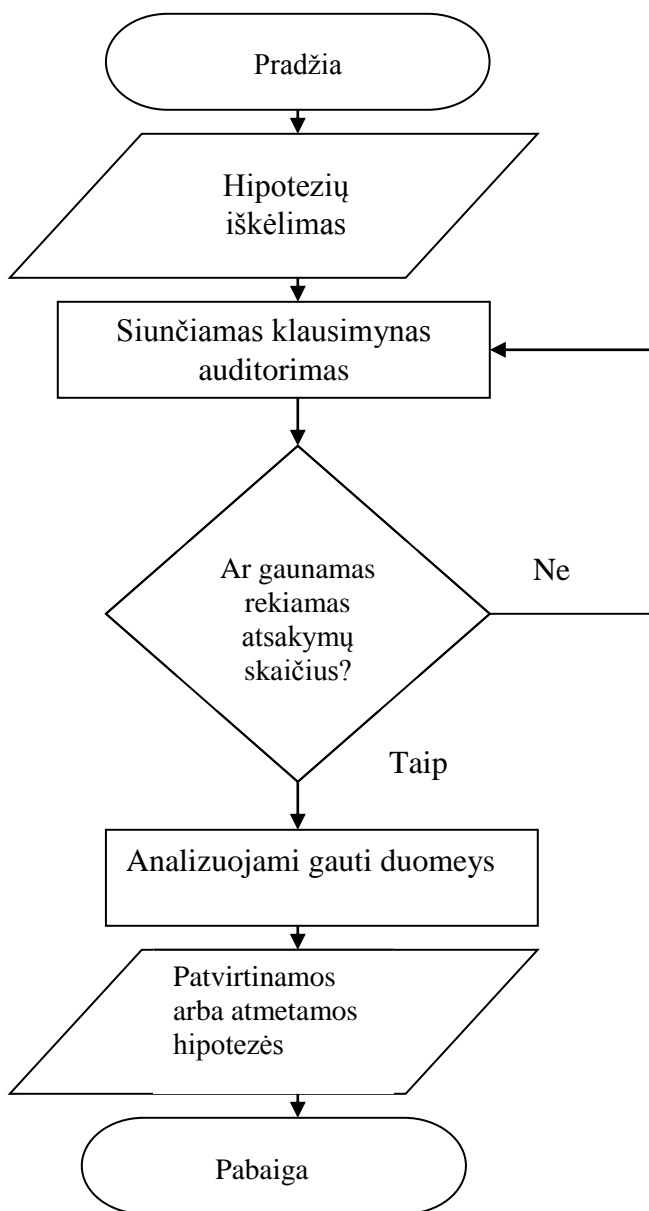 Pradžia
Hipotezių
iškėlimas
Siunčiamas klausimynas
auditorimas
Ar gaunamas
rekiamas
atsakymų
skaičius?
Ne
Taip
Analizuojami gauti duomeys
Patvirtinamos
arba atmetamos
hipotezės
Pabaiga